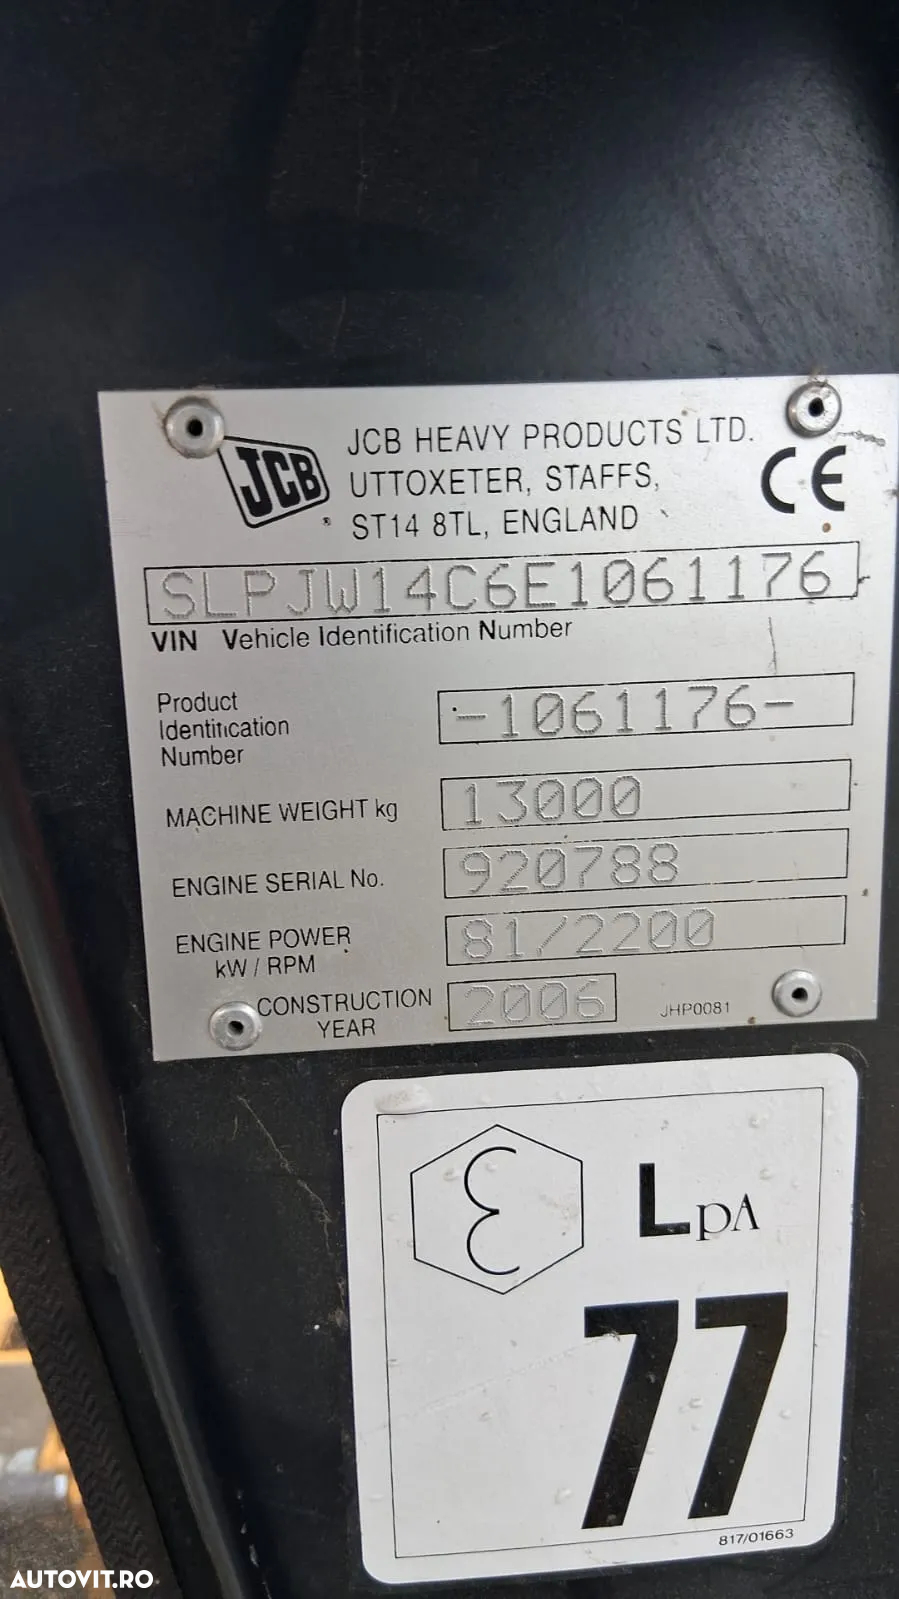 JCB
®
JCB HEAVY PRODUCTS LTD.
UTTOXETER, STAFFS,
ST14 8TL, ENGLAND
CE
SLPJW14C6E1061176
VIN Vehicle Identification Number
Product
Identification
Number
-1061176-
MACHINE WEIGHT kg
13000
ENGINE SERIAL No.
920788
ENGINE POWER
kW / RPM
81/2200
CONSTRUCTION
YEAR
2006
JHP0081
LpA
77
817/01663
AUTOVIT.RO